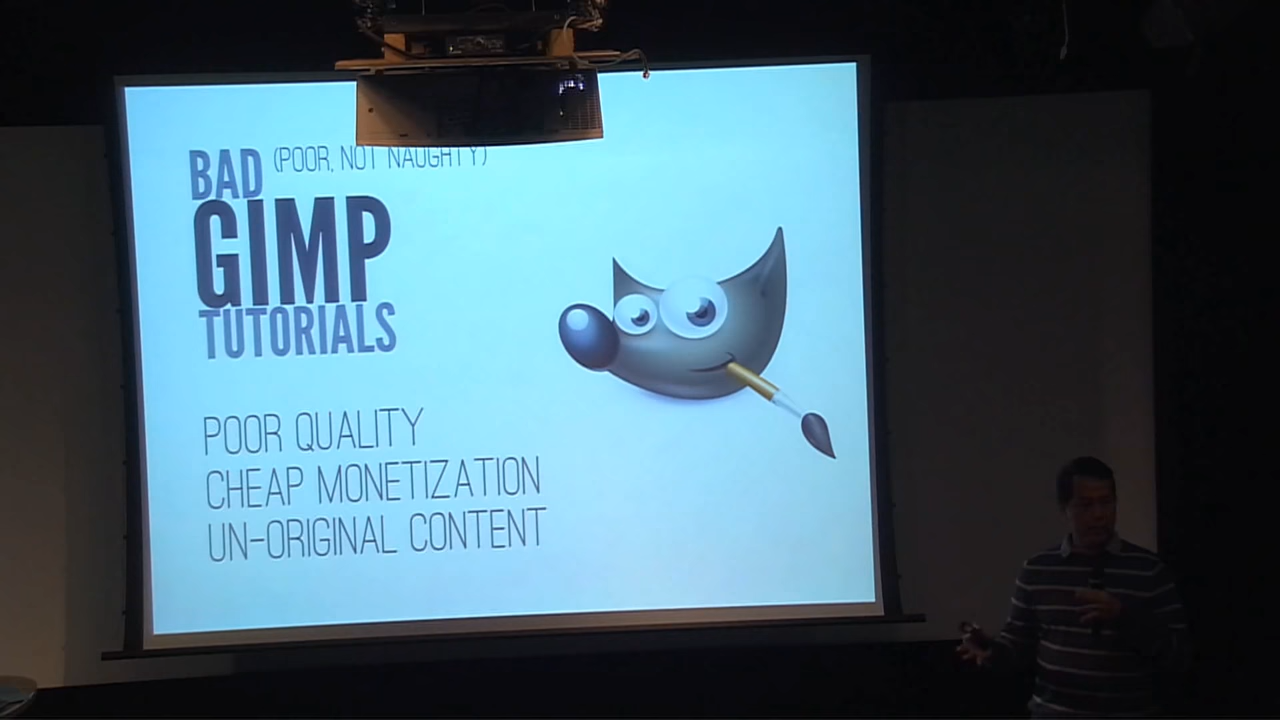 BAD (POOR, NOT NAUGHTY)
GIMP
TUTORIALS
POOR QUALITY
CHEAP MONETIZATION
UN-ORIGINAL CONTENT